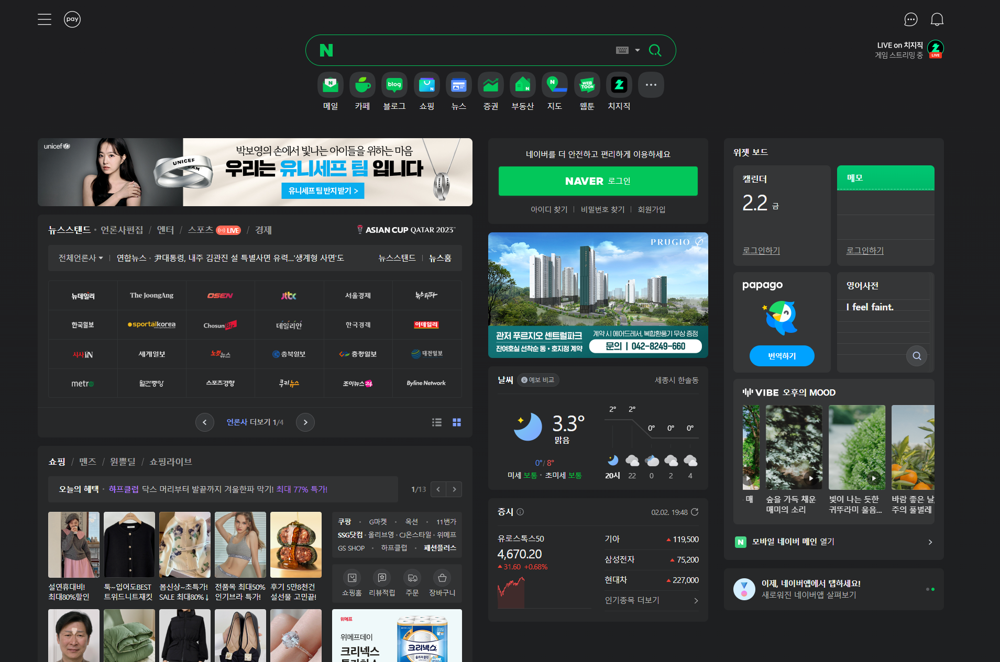 pay
N
LIVE on 치지직
게임 스트리밍 중
LIVE
N
blog
N
N
N
WEB
TOON
메일
카페
블로그
쇼핑
뉴스
증권
부동산
지도
웹툰
치지직
unicef
UNICEF
TEAM
박보영의 손에서 빛나는 아이들을 위하는 마음
우리는 유니세프 팀 입니다
유니세프 팀 반지 받기 >
뉴스스탠드 · 언론사편집 / 엔터 / 스포츠 LIVE / 경제
ASIAN CUP QATAR 2023™
전체언론사
연합뉴스 · 尹대통령, 내주 김관진 설 특별사면 유력…'생계형 사면'도
뉴스스탠드 | 뉴스홈
뉴데일리
The JoongAng
OSEN
jtbc
서울경제
뉴스타파
한국일보
sportalkorea
www.sportalkorea.com
ChosunBiz
데일리안
한국경제
이데일리
시사IN
세계일보
노컷뉴스
충북일보
충청일보
대전일보
metro
월간중앙
스포츠경향
쿠키뉴스
조이뉴스24
Byline Network
언론사 더보기 1/4
쇼핑 / 맨즈 / 원쁠딜 / 쇼핑라이브
오늘의 혜택 · 하프클럽 닥스 머리부터 발끝까지 겨울한파 막기! 최대 77% 특가!
1/13
설연휴대비!
최대80%할인
툭~입어도BEST
트위드니트재킷
봄신상~초특가!
SALE 최대80%↓
전품목 최대50%
인기브라 특가!
후기 5만8천건
설선물 고민끝!
쿠팡 · G마켓 · 옥션 · 11번가
SSG닷컴 · 올리브영 · CJ온스타일 · 위메프
GS SHOP · 하프클럽 · 패션플러스
쇼핑홈
리뷰적립
주문
장바구니
위메프
위메프데이
크리넥스
NEW
크리넥스
울트라 클린
네이버를 더 안전하고 편리하게 이용하세요
NAVER 로그인
아이디 찾기 | 비밀번호 찾기 | 회원가입
PRUGIO
관저 푸르지오 센트럴파크
잔여호실 선착순 동·호지정 계약
계약 시 에어드레서, 복합환풍기 무상 증정
문의 | 042-8249-660
날씨
예보 비교
세종시 한솔동
3.3°
맑음
0°/ 8°
미세 보통 · 초미세 보통
2° 2° 0° 0° 0°
20시 22 0 2 4
증시
02.02. 19:48
유로스톡스50
4,670.20
▲31.60 +0.68%
기아 ▲119,500
삼성전자 ▲75,200
현대차 ▲227,000
인기종목 더보기
위젯 보드
캘린더
2.2 금
로그인하기
메모
로그인하기
papago
번역하기
영어사전
I feel faint.
VIBE 오후의 MOOD
매
숲을 가득 채운
매미의 소리
빛이 나는 듯한
귀뚜라미 울음...
바람 좋은 날,
주의 풀벌레
N 모바일 네이버 메인 열기
이제, 네이버앱에서 탭하세요!
새로워진 네이버앱 살펴보기